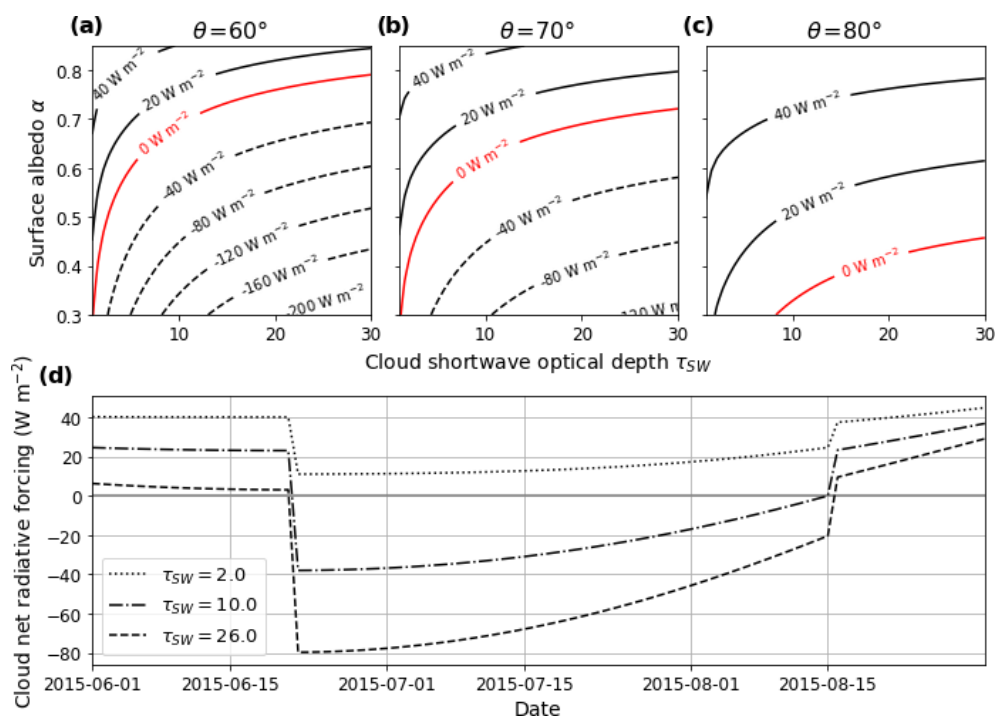 (a) θ = 60° (b) θ = 70° (c) θ = 80°
Surface albedo α
0.8
0.7
0.6
0.5
0.4
0.3
40 W m⁻²
20 W m⁻²
0 W m⁻²
-40 W m⁻²
-80 W m⁻²
-120 W m⁻²
-160 W m⁻²
-200 W m⁻²
40 W m⁻²
20 W m⁻²
0 W m⁻²
-40 W m⁻²
-80 W m⁻²
40 W m⁻²
20 W m⁻²
0 W m⁻²
10 20 30 10 20 30 10 20 30
Cloud shortwave optical depth τSW
(d)
Cloud net radiative forcing (W m⁻²)
40
20
0
−20
−40
−60
−80
τSW = 2.0
τSW = 10.0
τSW = 26.0
2015-06-01 2015-06-15 2015-07-01 2015-07-15 2015-08-01 2015-08-15
Date